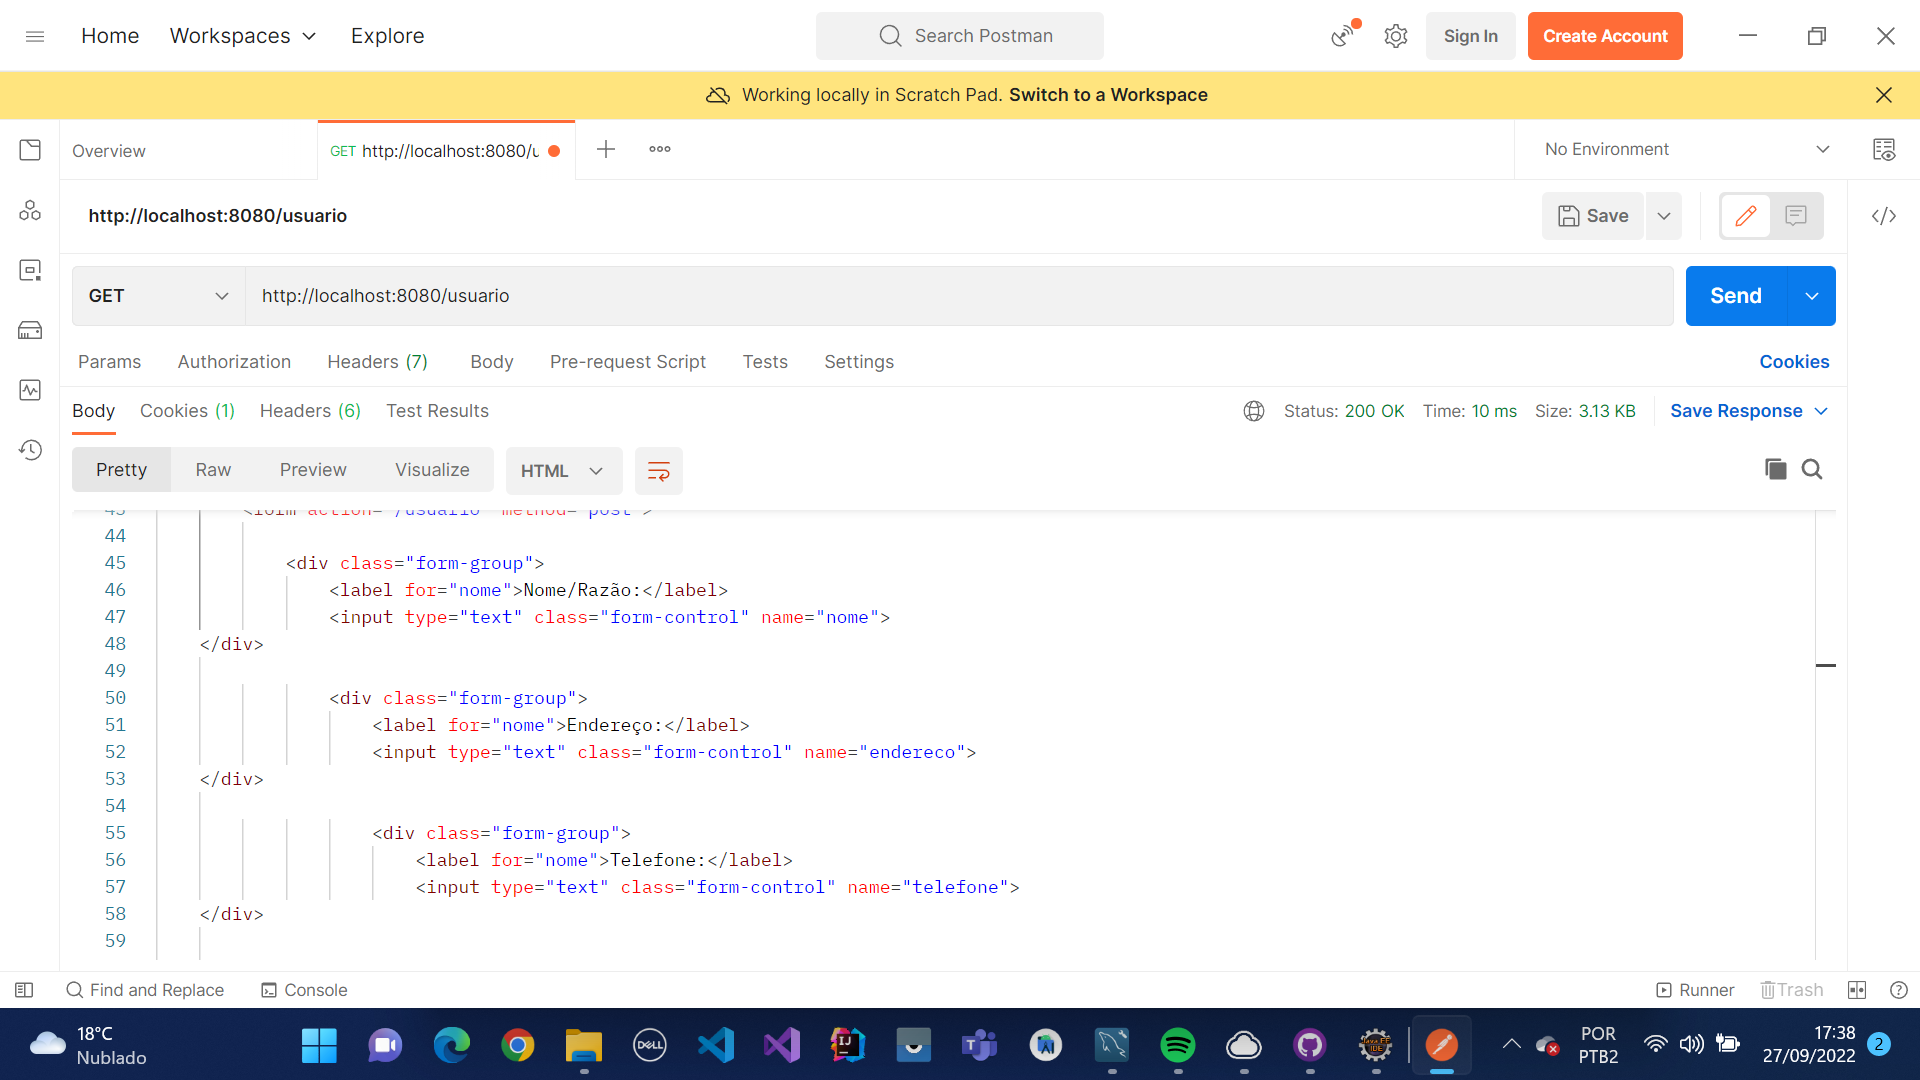 Home Workspaces Explore
Search Postman
Sign In
Create Account
Working locally in Scratch Pad. Switch to a Workspace
Overview
GET http://localhost:8080/u
No Environment
http://localhost:8080/usuario
Save
GET http://localhost:8080/usuario
Send
Params Authorization Headers (7) Body Pre-request Script Tests Settings
Cookies
Body Cookies (1) Headers (6) Test Results
Status: 200 OK Time: 10 ms Size: 3.13 KB
Save Response
Pretty Raw Preview Visualize
HTML
43 <form action="/usuario" method="post">
44
45 <div class="form-group">
46 <label for="nome">Nome/Razão:</label>
47 <input type="text" class="form-control" name="nome">
48 </div>
49
50 <div class="form-group">
51 <label for="nome">Endereço:</label>
52 <input type="text" class="form-control" name="endereco">
53 </div>
54
55 <div class="form-group">
56 <label for="nome">Telefone:</label>
57 <input type="text" class="form-control" name="telefone">
58 </div>
59
Find and Replace Console
Runner Trash
18°C
Nublado
DELL
POR
PTB2
17:38
27/09/2022
2